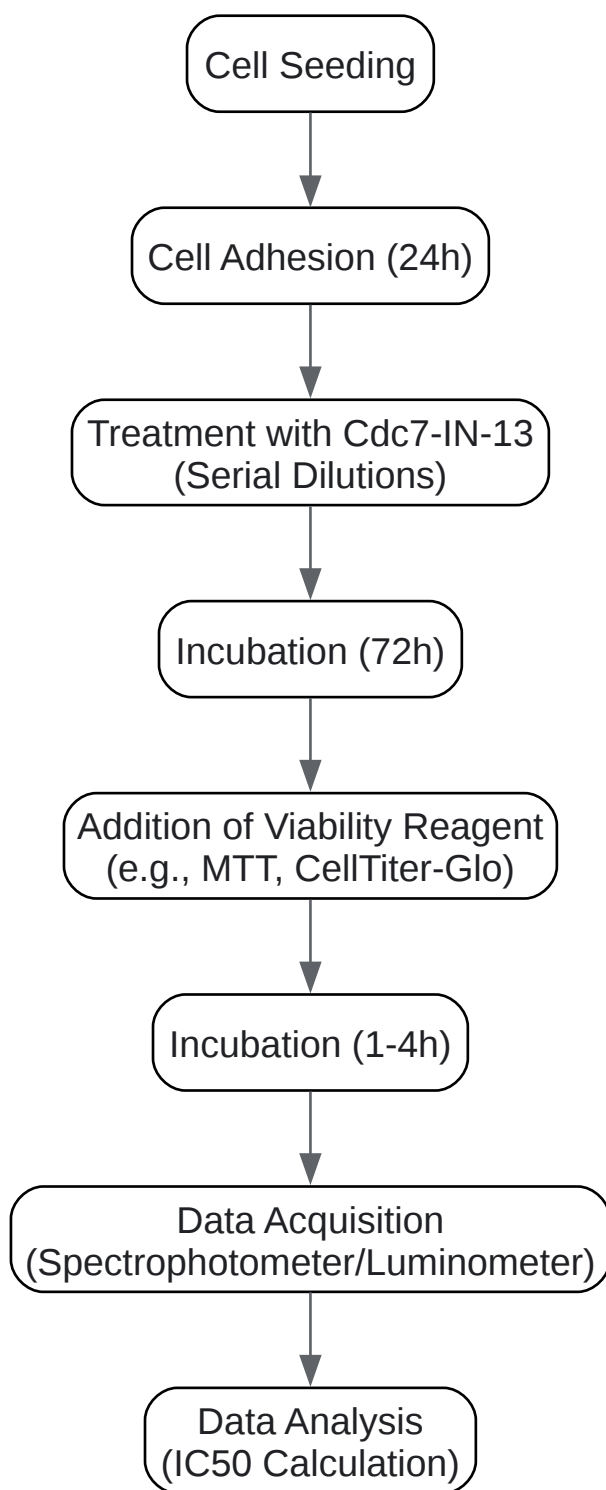 Cell Seeding
Cell Adhesion (24h)
Treatment with Cdc7-IN-13
(Serial Dilutions)
Incubation (72h)
Addition of Viability Reagent
(e.g., MTT, CellTiter-Glo)
Incubation (1-4h)
Data Acquisition
(Spectrophotometer/Luminometer)
Data Analysis
(IC50 Calculation)